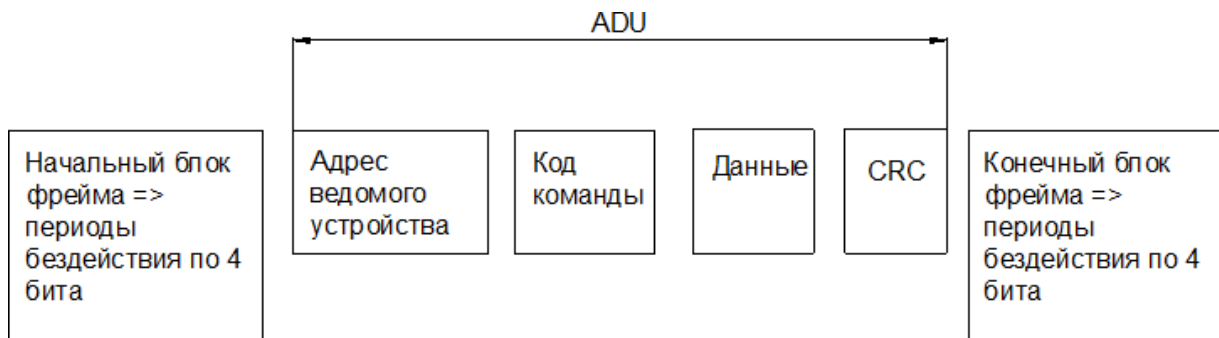 ADU
Начальный блок
фрейма =>
периоды
бездействия по 4
бита
Адрес
ведомого
устройства
Код
команды
Данные
CRC
Конечный блок
фрейма =>
периоды
бездействия по 4
бита